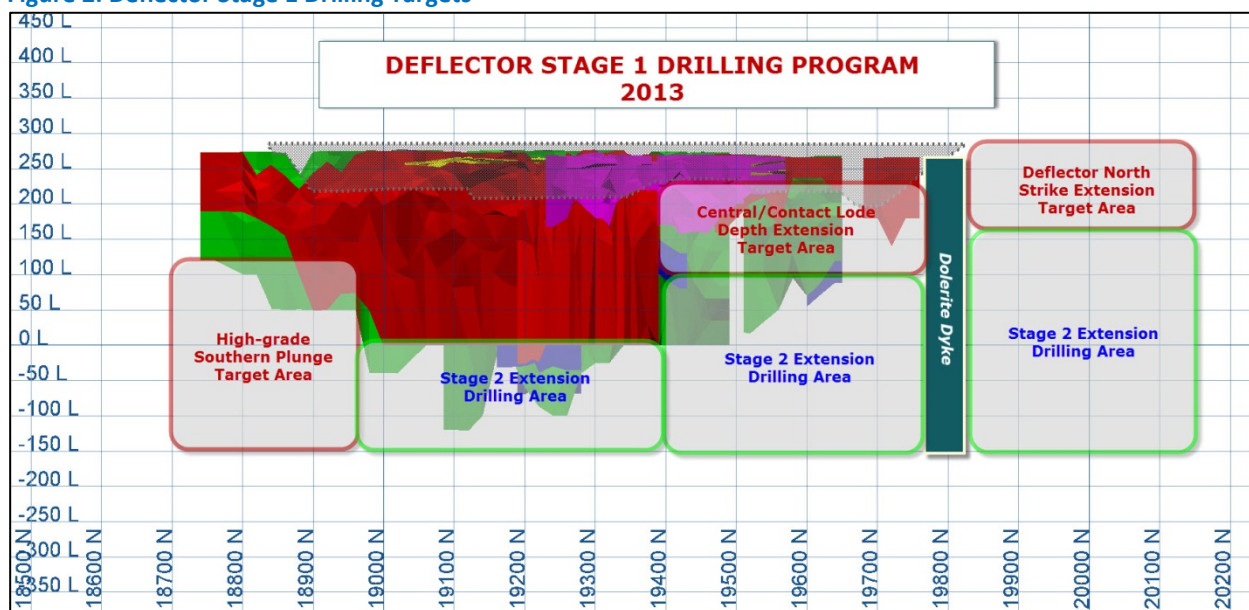 Figure 2: Deflector Stage 1 Drilling Targets
450 L
400 L
350 L
300 L
250 L
200 L
150 L
100 L
50 L
0 L
-50 L
-100 L
-150 L
-200 L
-250 L
-300 L
-350 L
DEFLECTOR STAGE 1 DRILLING PROGRAM
2013
Deflector North
Strike Extension
Target Area
Central/Contact Lode
Depth Extension
Target Area
High-grade
Southern Plunge
Target Area
Stage 2 Extension
Drilling Area
Stage 2 Extension
Drilling Area
Dolerite Dyke
Stage 2 Extension
Drilling Area
18500 N
18600 N
18700 N
18800 N
18900 N
19000 N
19100 N
19200 N
19300 N
19400 N
19500 N
19600 N
19700 N
19800 N
19900 N
20000 N
20100 N
20200 N